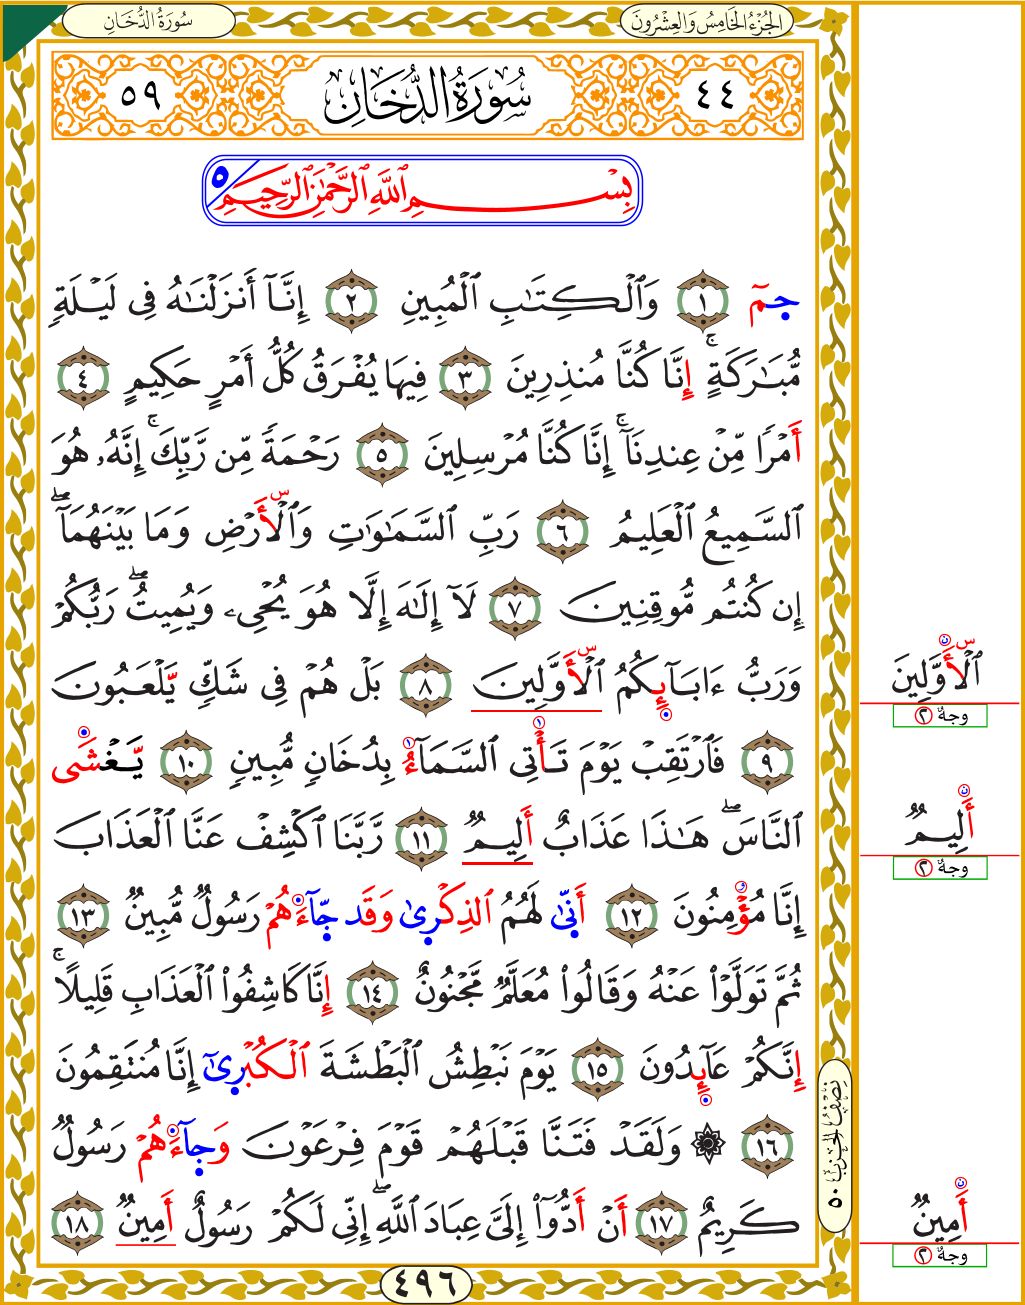 سُورَةُ الدُّخَانِ
الجُزْءُ الخَامِسُ وَالعِشْرُونَ
٤٤ سُورَةُ الدُّخَانِ ٥٩
بِسْمِ ٱللَّهِ ٱلرَّحْمَٰنِ ٱلرَّحِيمِ ٥
حمٓ ١ وَٱلْكِتَٰبِ ٱلْمُبِينِ ٢ إِنَّآ أَنزَلْنَٰهُ فِى لَيْلَةٍ
مُّبَٰرَكَةٍ ۚ إِنَّا كُنَّا مُنذِرِينَ ٣ فِيهَا يُفْرَقُ كُلُّ أَمْرٍ حَكِيمٍ ٤
أَمْرًا مِّنْ عِندِنَآ ۚ إِنَّا كُنَّا مُرْسِلِينَ ٥ رَحْمَةً مِّن رَّبِّكَ ۚ إِنَّهُۥ هُوَ
ٱلسَّمِيعُ ٱلْعَلِيمُ ٦ رَبِّ ٱلسَّمَٰوَٰتِ وَٱلْأَرْضِ وَمَا بَيْنَهُمَآ ۖ
إِن كُنتُم مُّوقِنِينَ ٧ لَآ إِلَٰهَ إِلَّا هُوَ يُحْىِۦ وَيُمِيتُ ۖ رَبُّكُمْ
وَرَبُّ ءَابَآئِكُمُ ٱلْأَوَّلِينَ ٨ بَلْ هُمْ فِى شَكٍّ يَلْعَبُونَ
٩ فَٱرْتَقِبْ يَوْمَ تَأْتِى ٱلسَّمَآءُ بِدُخَانٍ مُّبِينٍ ١٠ يَغْشَى
ٱلنَّاسَ ۖ هَٰذَا عَذَابٌ أَلِيمٌ ١١ رَّبَّنَا ٱكْشِفْ عَنَّا ٱلْعَذَابَ
إِنَّا مُؤْمِنُونَ ١٢ أَنَّىٰ لَهُمُ ٱلذِّكْرَىٰ وَقَدْ جَآءَهُمْ رَسُولٌ مُّبِينٌ ١٣
ثُمَّ تَوَلَّوْا۟ عَنْهُ وَقَالُوا۟ مُعَلَّمٌ مَّجْنُونٌ ١٤ إِنَّا كَاشِفُوا۟ ٱلْعَذَابِ قَلِيلًا ۚ
إِنَّكُمْ عَآئِدُونَ ١٥ يَوْمَ نَبْطِشُ ٱلْبَطْشَةَ ٱلْكُبْرَىٰٓ إِنَّا مُنتَقِمُونَ
١٦ ۞ وَلَقَدْ فَتَنَّا قَبْلَهُمْ قَوْمَ فِرْعَوْنَ وَجَآءَهُمْ رَسُولٌ
كَرِيمٌ ١٧ أَنْ أَدُّوٓا۟ إِلَىَّ عِبَادَ ٱللَّهِ ۖ إِنِّى لَكُمْ رَسُولٌ أَمِينٌ ١٨
٤٩٦
نِصْفُ الحِزْبِ ٥٠
ٱلْأَوَّلِينَ
وجهٌ ٢
أَلِيمٌ
وجهٌ ٢
أَمِينٌ
وجهٌ ٢